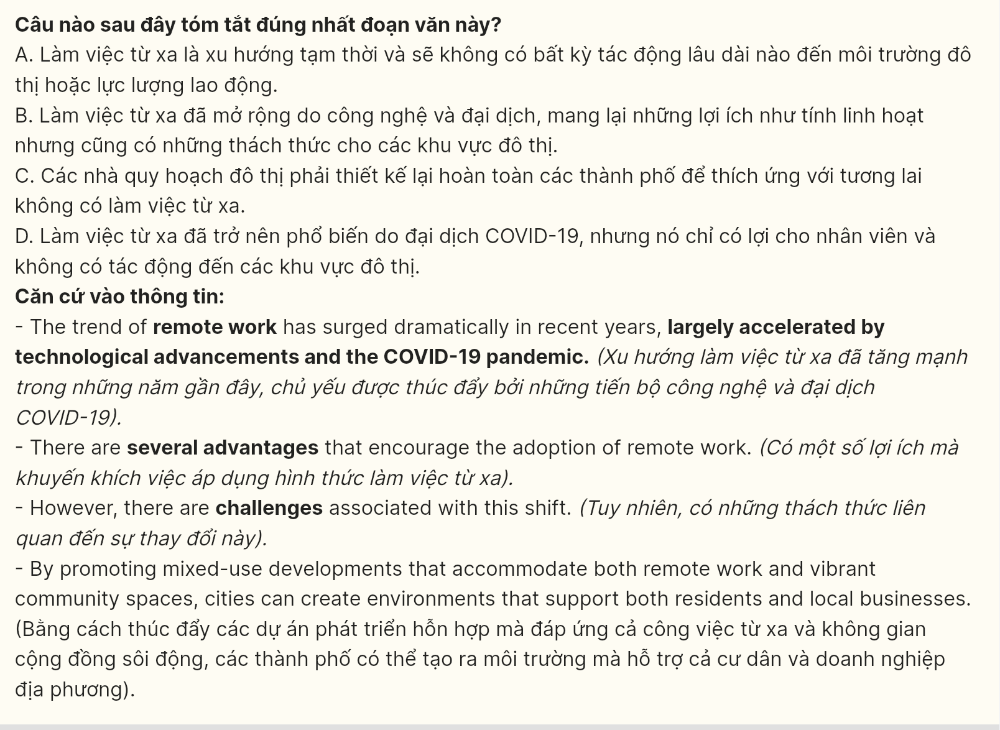 Câu nào sau đây tóm tắt đúng nhất đoạn văn này?
A. Làm việc từ xa là xu hướng tạm thời và sẽ không có bất kỳ tác động lâu dài nào đến môi trường đô
thị hoặc lực lượng lao động.
B. Làm việc từ xa đã mở rộng do công nghệ và đại dịch, mang lại những lợi ích như tính linh hoạt
nhưng cũng có những thách thức cho các khu vực đô thị.
C. Các nhà quy hoạch đô thị phải thiết kế lại hoàn toàn các thành phố để thích ứng với tương lai
không có làm việc từ xa.
D. Làm việc từ xa đã trở nên phổ biến do đại dịch COVID-19, nhưng nó chỉ có lợi cho nhân viên và
không có tác động đến các khu vực đô thị.
Căn cứ vào thông tin:
- The trend of remote work has surged dramatically in recent years, largely accelerated by
technological advancements and the COVID-19 pandemic. (Xu hướng làm việc từ xa đã tăng mạnh
trong những năm gần đây, chủ yếu được thúc đẩy bởi những tiến bộ công nghệ và đại dịch
COVID-19).
- There are several advantages that encourage the adoption of remote work. (Có một số lợi ích mà
khuyến khích việc áp dụng hình thức làm việc từ xa).
- However, there are challenges associated with this shift. (Tuy nhiên, có những thách thức liên
quan đến sự thay đổi này).
- By promoting mixed-use developments that accommodate both remote work and vibrant
community spaces, cities can create environments that support both residents and local businesses.
(Bằng cách thúc đẩy các dự án phát triển hỗn hợp mà đáp ứng cả công việc từ xa và không gian
cộng đồng sôi động, các thành phố có thể tạo ra môi trường mà hỗ trợ cả cư dân và doanh nghiệp
địa phương).